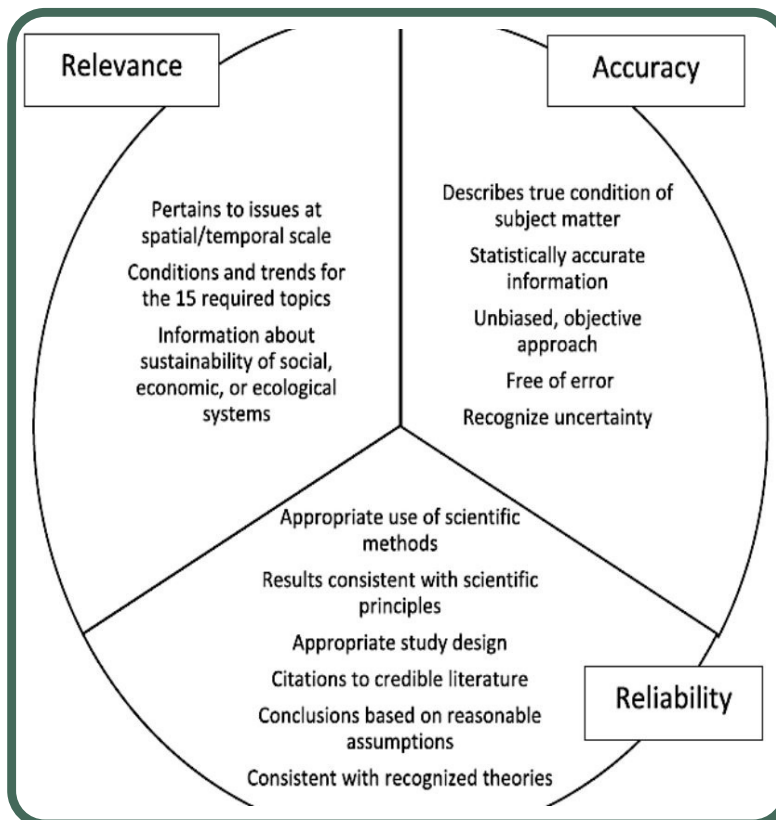 Relevance
Pertains to issues at
spatial/temporal scale
Conditions and trends for
the 15 required topics
Information about
sustainability of social,
economic, or ecological
systems
Accuracy
Describes true condition of
subject matter
Statistically accurate
information
Unbiased, objective
approach
Free of error
Recognize uncertainty
Appropriate use of scientific
methods
Results consistent with scientific
principles
Appropriate study design
Citations to credible literature
Conclusions based on reasonable
assumptions
Consistent with recognized theories
Reliability